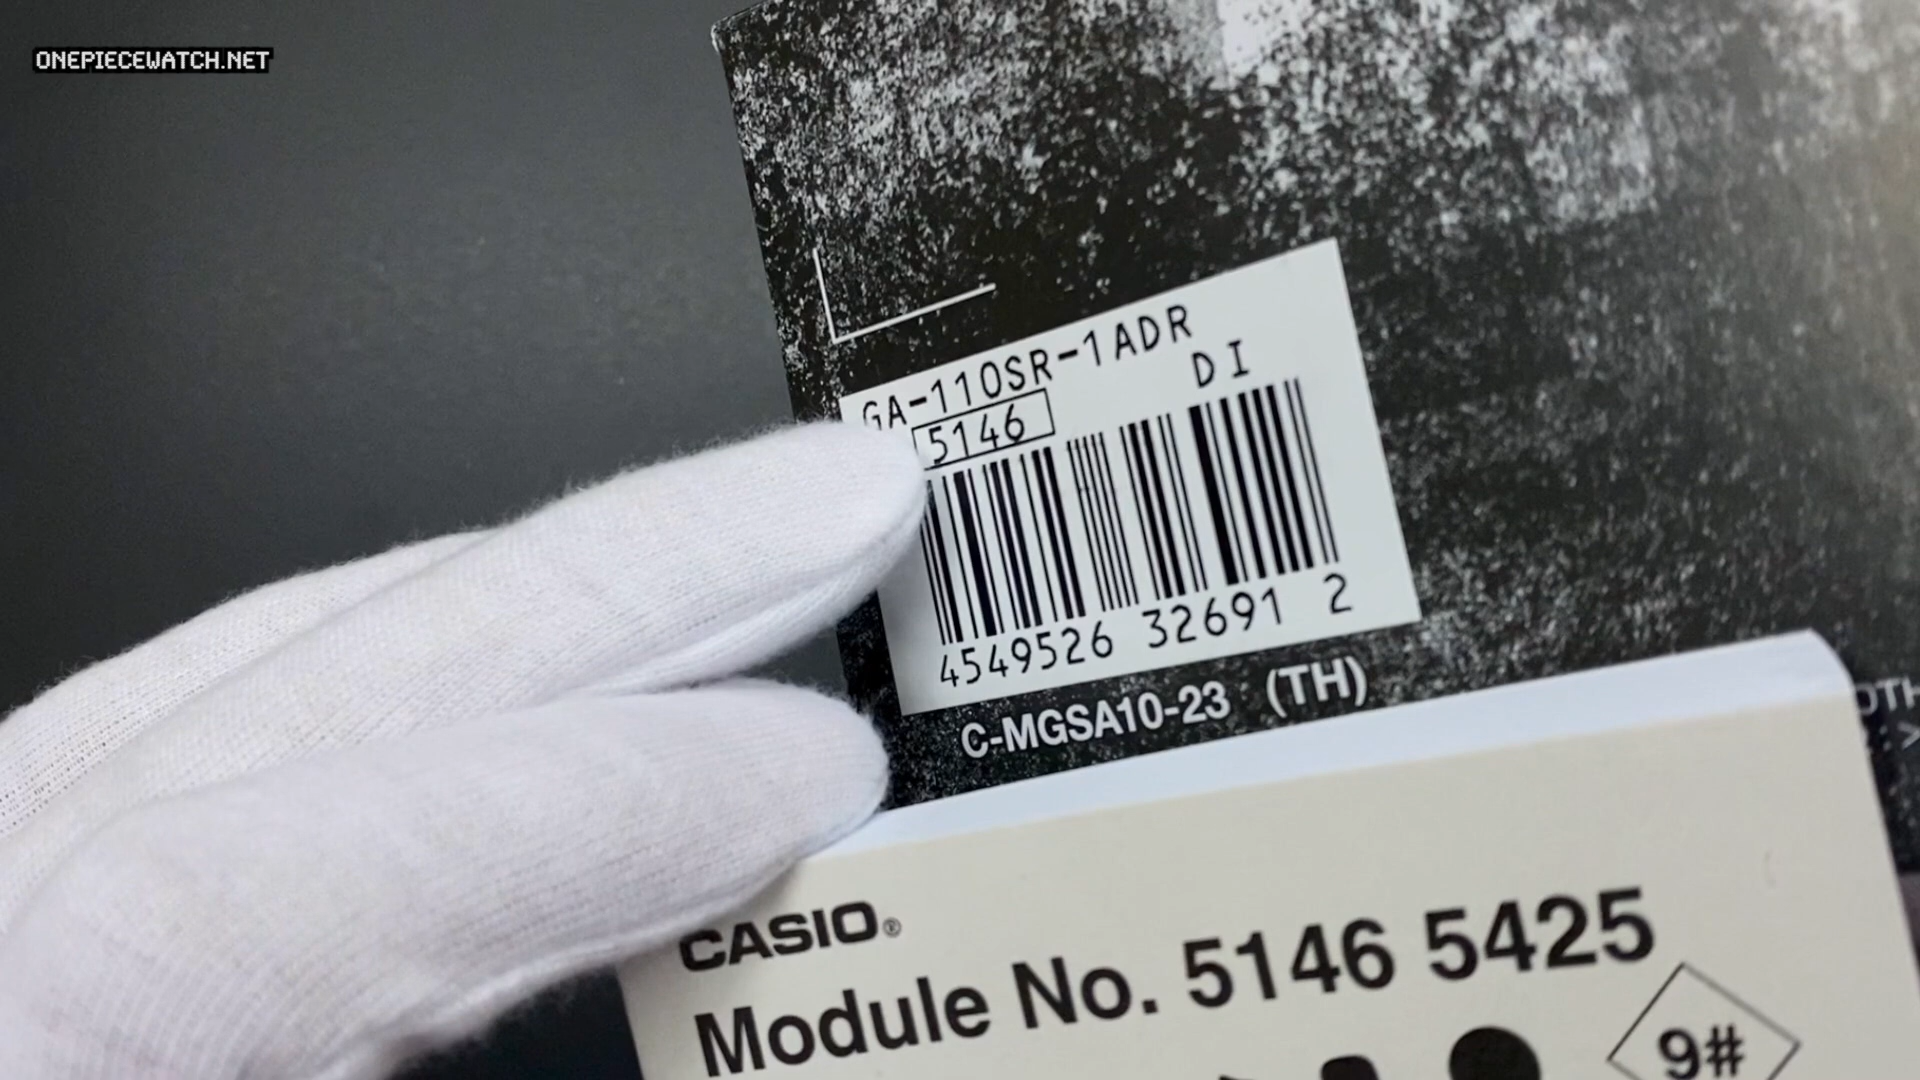 ONEPIECEWATCH.NET
GA-110SR-1ADR
DI
5146
4549526 32691 2
C-MGSA10-23 (TH)
CASIO®
Module No. 5146 5425
9#